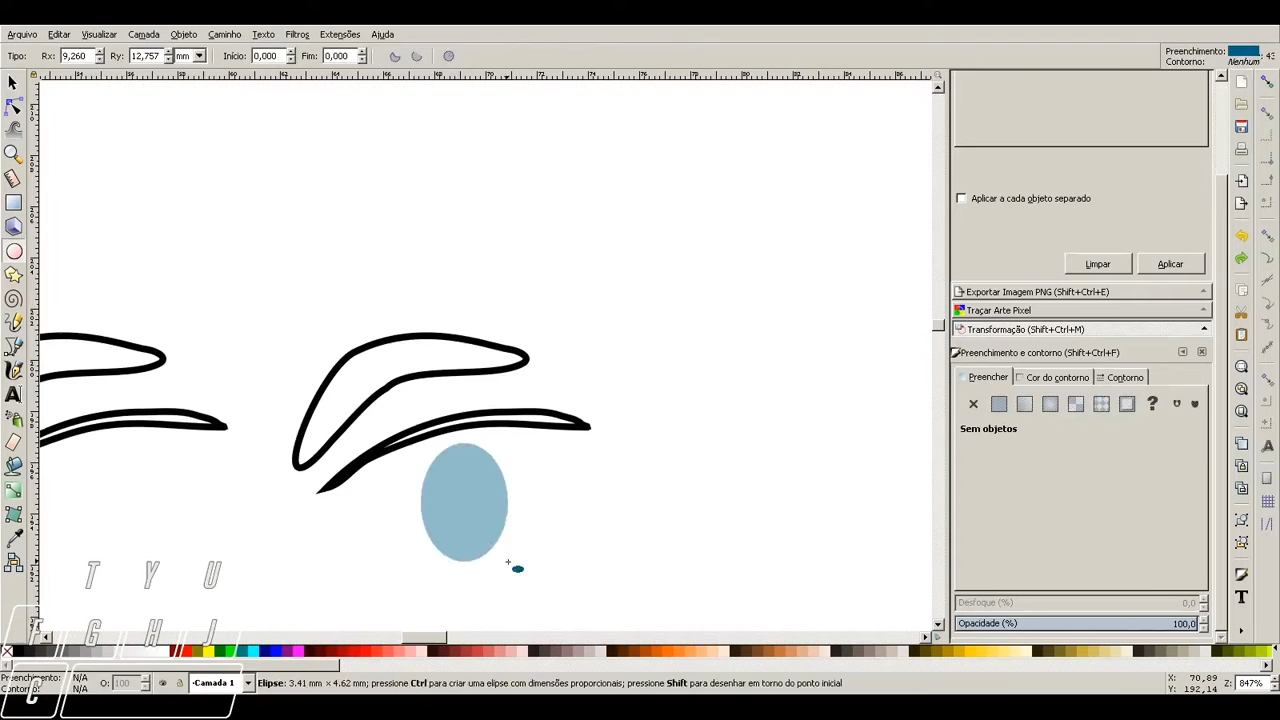 Arquivo Editar Visualizar Camada Objeto Caminho Texto Filtros Extensões Ajuda
Tipo: Rx: 9,260 Ry: 12,757 mm Início: 0,000 Fim: 0,000
Preenchimento:
Contorno: Nenhum
Aplicar a cada objeto separado
Limpar Aplicar
Exportar Imagem PNG (Shift+Ctrl+E)
Traçar Arte Pixel
Transformação (Shift+Ctrl+M)
Preenchimento e contorno (Shift+Ctrl+F)
Preencher Cor do contorno Contorno
Sem objetos
T Y U
F G H J
C
Desfoque (%) 0,0
Opacidade (%) 100,0
Preenchimento: N/A
Contorno: N/A
O: 100
Camada 1
Elipse: 3.41 mm × 4.62 mm; pressione Ctrl para criar uma elipse com dimensões proporcionais; pressione Shift para desenhar em torno do ponto inicial
X: 70,89
Y: 192,14
Z: 847%